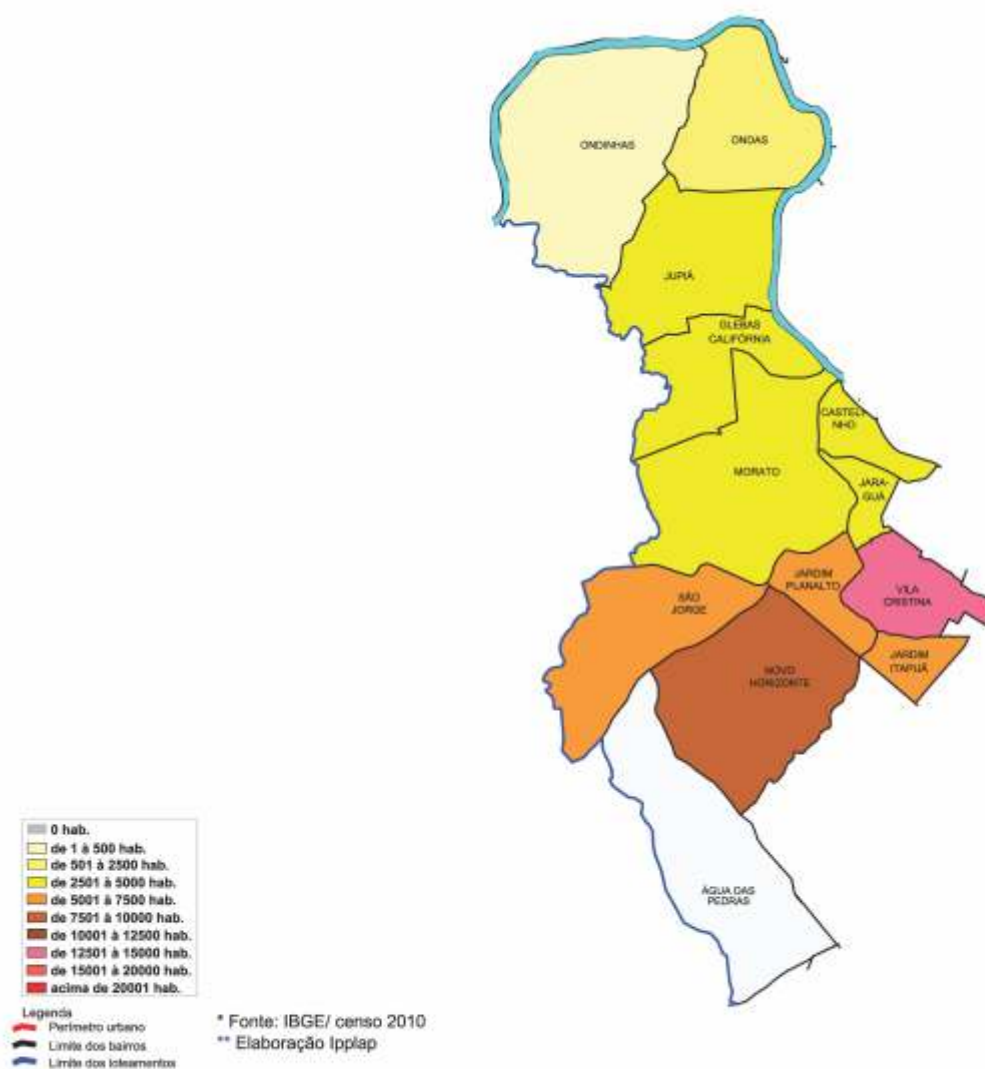 ONDINHAS
ONDAS
JUPIÁ
GLEBAS
CALIFÓRNIA
CASTELI
NHO
MORATO
JARA-
GUÁ
JARDIM
PLANALTO
VILA
CRISTINA
SÃO
JORGE
JARDIM
ITAPUÃ
NOVO
HORIZONTE
ÁGUA DAS
PEDRAS
0 hab.
de 1 à 500 hab.
de 501 à 2500 hab.
de 2501 à 5000 hab.
de 5001 à 7500 hab.
de 7501 à 10000 hab.
de 10001 à 12500 hab.
de 12501 à 15000 hab.
de 15001 à 20000 hab.
acima de 20001 hab.
Legenda
Perímetro urbano
Limite dos bairros
Limite dos loteamentos
* Fonte: IBGE/ censo 2010
** Elaboração Ipplap